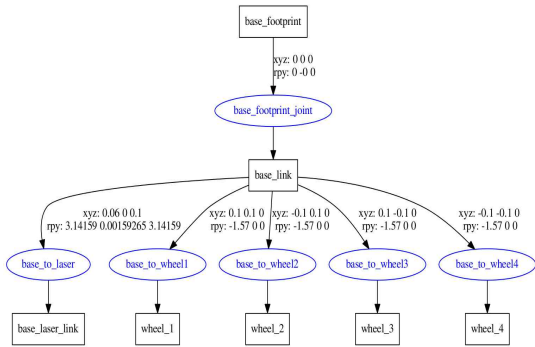 base_footprint
xyz: 0 0 0
rpy: 0 -0 0
base_footprint_joint
base_link
xyz: 0.06 0 0.1
rpy: 3.14159 0.00159265 3.14159
xyz: 0.1 0.1 0
rpy: -1.57 0 0
xyz: -0.1 0.1 0
rpy: -1.57 0 0
xyz: 0.1 -0.1 0
rpy: -1.57 0 0
xyz: -0.1 -0.1 0
rpy: -1.57 0 0
base_to_laser
base_to_wheel1
base_to_wheel2
base_to_wheel3
base_to_wheel4
base_laser_link
wheel_1
wheel_2
wheel_3
wheel_4